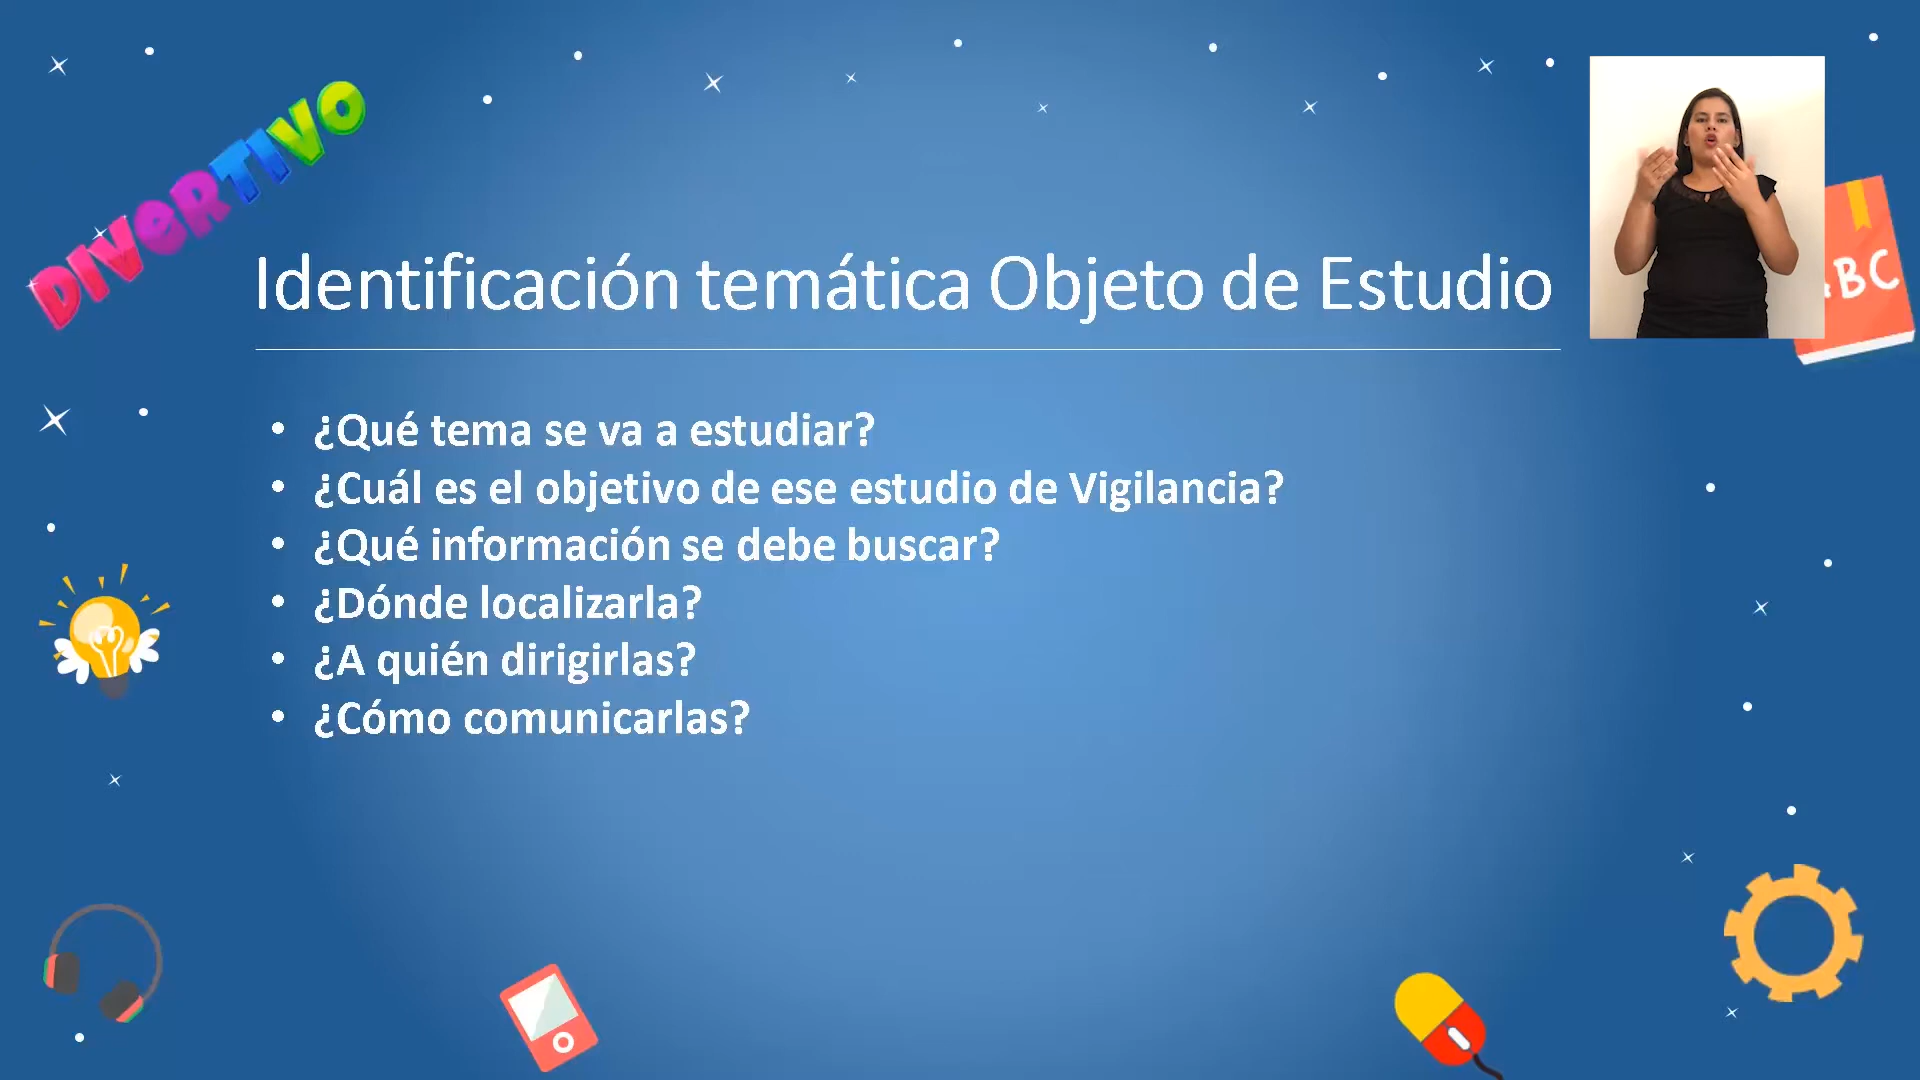 DIVERTIVO
Identificación temática Objeto de Estudio
BC
• ¿Qué tema se va a estudiar?
• ¿Cuál es el objetivo de ese estudio de Vigilancia?
• ¿Qué información se debe buscar?
• ¿Dónde localizarla?
• ¿A quién dirigirlas?
• ¿Cómo comunicarlas?